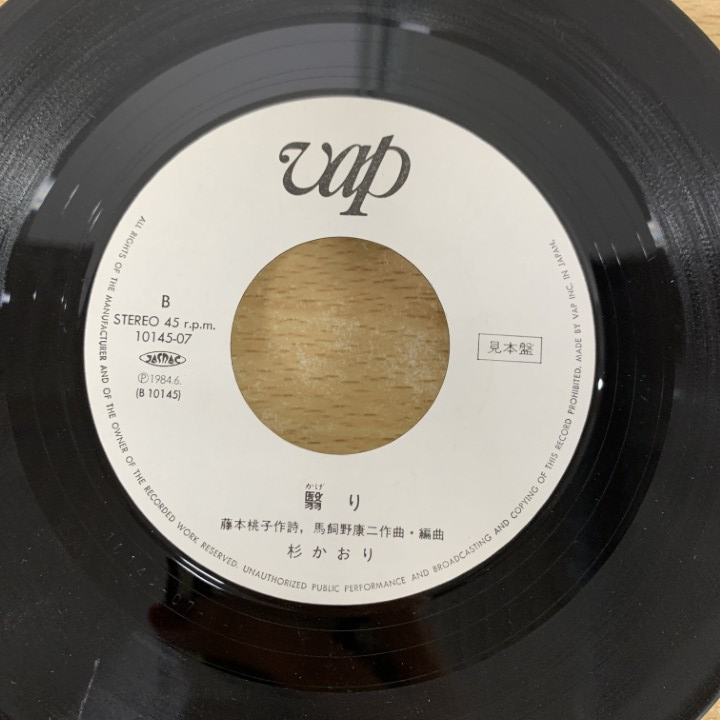 vap
B
STEREO 45 r.p.m.
10145-07
JASRAC
Ⓟ1984.6.
(B 10145)
見本盤
かげ
翳り
藤本桃子作詩，馬飼野康二作曲・編曲
杉かおり
ALL RIGHTS OF THE MANUFACTURER AND OF THE OWNER OF THE RECORDED WORK RESERVED. UNAUTHORIZED PUBLIC PERFORMANCE AND BROADCASTING AND COPYING OF THIS RECORD PROHIBITED. MADE BY VAP INC. IN JAPAN.